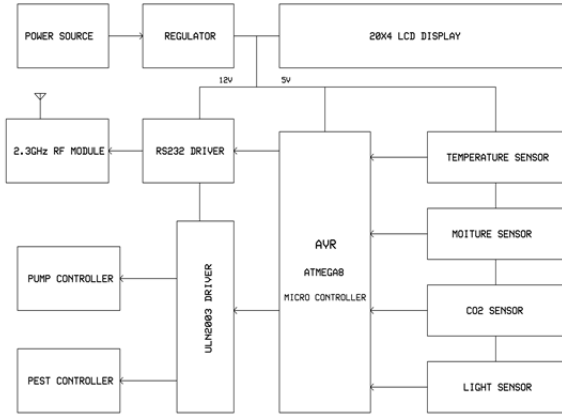 POWER SOURCE
REGULATOR
20X4 LCD DISPLAY
12V
5V
2.3GHz RF MODULE
RS232 DRIVER
TEMPERATURE SENSOR
AVR
ATMEGA8
MICRO CONTROLLER
MOITURE SENSOR
PUMP CONTROLLER
ULN2003 DRIVER
CO2 SENSOR
PEST CONTROLLER
LIGHT SENSOR